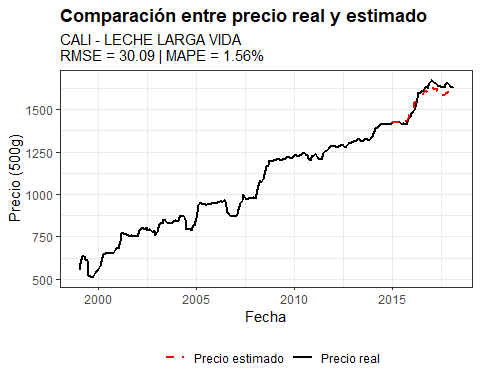 Comparación entre precio real y estimado
CALI - LECHE LARGA VIDA
RMSE = 30.09 | MAPE = 1.56%
Precio (500g)
1500
1250
1000
750
500
2000 2005 2010 2015
Fecha
Precio estimado Precio real